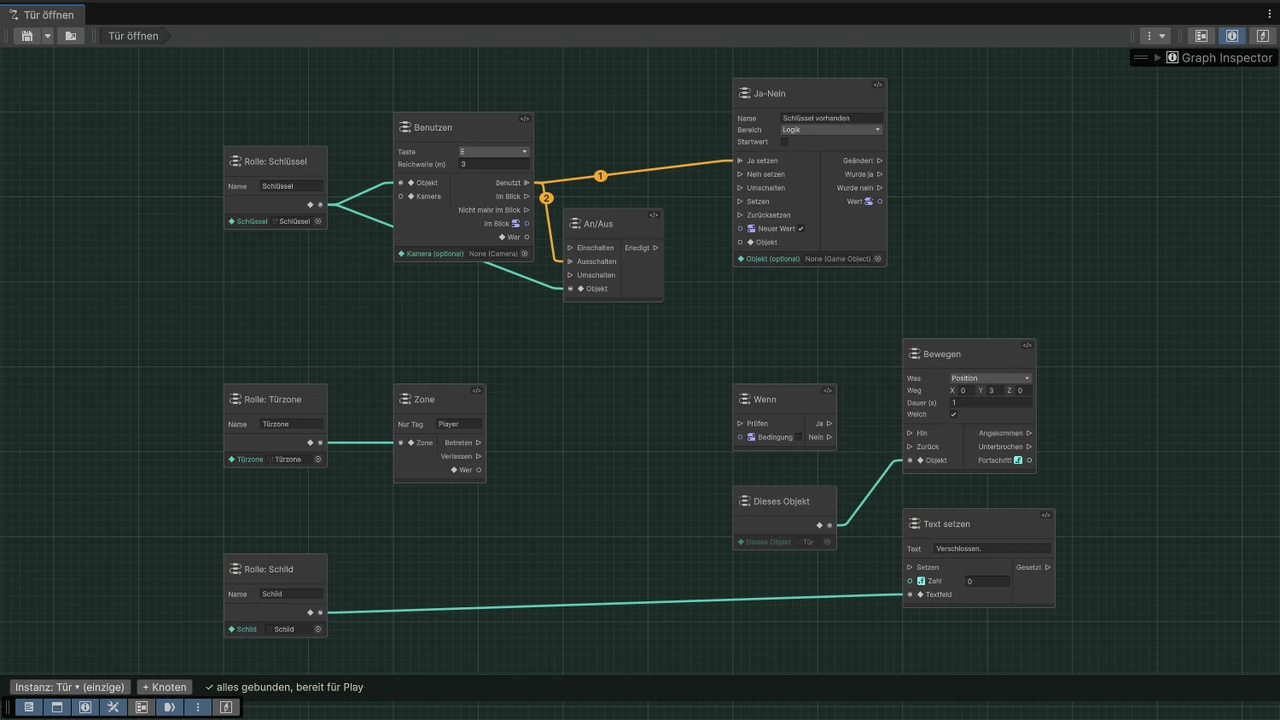 Tür öffnen
Tür öffnen
Graph Inspector
Rolle: Schlüssel
Name Schlüssel
Schlüssel Schlüssel
Benutzen
Taste E
Reichweite (m) 3
Objekt Benutzt
Kamera Im Blick
Nicht mehr im Blick
Im Blick
Wer
Kamera (optional) None (Camera)
1
2
An/Aus
Einschalten Erledigt
Ausschalten
Umschalten
Objekt
Ja-Nein
Name Schlüssel vorhanden
Bereich Logik
Startwert
Ja setzen Geändert
Nein setzen Wurde ja
Umschalten Wurde nein
Setzen Wert
Zurücksetzen
Neuer Wert
Objekt
Objekt (optional) None (Game Object)
Rolle: Türzone
Name Türzone
Türzone Türzone
Zone
Nur Tag Player
Zone Betreten
Verlassen
Wer
Wenn
Prüfen Ja
Bedingung Nein
Bewegen
Was Position
Weg X 0 Y 3 Z 0
Dauer (s) 1
Weich
Hin Angekommen
Zurück Unterbrochen
Objekt Fortschritt
Dieses Objekt
Dieses Objekt Tür
Text setzen
Text Verschlossen.
Setzen Gesetzt
Zahl 0
Textfeld
Rolle: Schild
Name Schild
Schild Schild
Instanz: Tür (einzige) + Knoten ✓ alles gebunden, bereit für Play